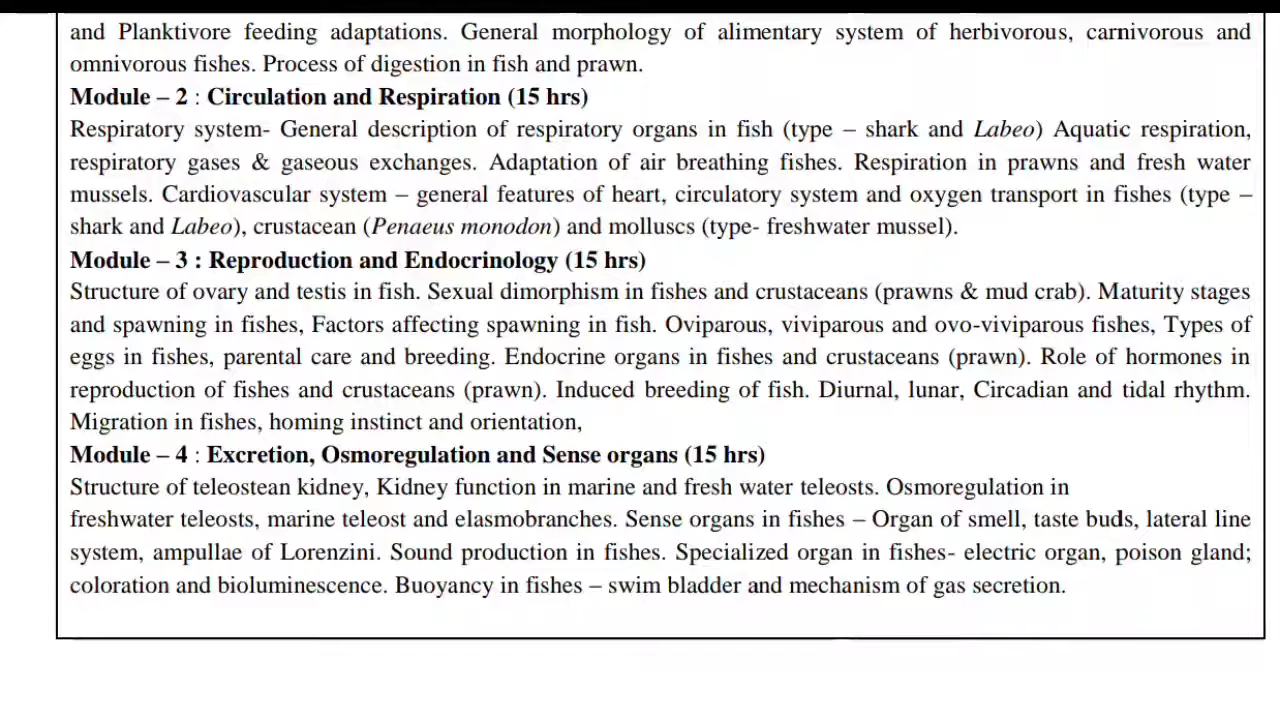 and Planktivore feeding adaptations. General morphology of alimentary system of herbivorous, carnivorous and
omnivorous fishes. Process of digestion in fish and prawn.
Module – 2 : Circulation and Respiration (15 hrs)
Respiratory system- General description of respiratory organs in fish (type – shark and Labeo) Aquatic respiration,
respiratory gases & gaseous exchanges. Adaptation of air breathing fishes. Respiration in prawns and fresh water
mussels. Cardiovascular system – general features of heart, circulatory system and oxygen transport in fishes (type –
shark and Labeo), crustacean (Penaeus monodon) and molluscs (type- freshwater mussel).
Module – 3 : Reproduction and Endocrinology (15 hrs)
Structure of ovary and testis in fish. Sexual dimorphism in fishes and crustaceans (prawns & mud crab). Maturity stages
and spawning in fishes, Factors affecting spawning in fish. Oviparous, viviparous and ovo-viviparous fishes, Types of
eggs in fishes, parental care and breeding. Endocrine organs in fishes and crustaceans (prawn). Role of hormones in
reproduction of fishes and crustaceans (prawn). Induced breeding of fish. Diurnal, lunar, Circadian and tidal rhythm.
Migration in fishes, homing instinct and orientation,
Module – 4 : Excretion, Osmoregulation and Sense organs (15 hrs)
Structure of teleostean kidney, Kidney function in marine and fresh water teleosts. Osmoregulation in
freshwater teleosts, marine teleost and elasmobranches. Sense organs in fishes – Organ of smell, taste buds, lateral line
system, ampullae of Lorenzini. Sound production in fishes. Specialized organ in fishes- electric organ, poison gland;
coloration and bioluminescence. Buoyancy in fishes – swim bladder and mechanism of gas secretion.